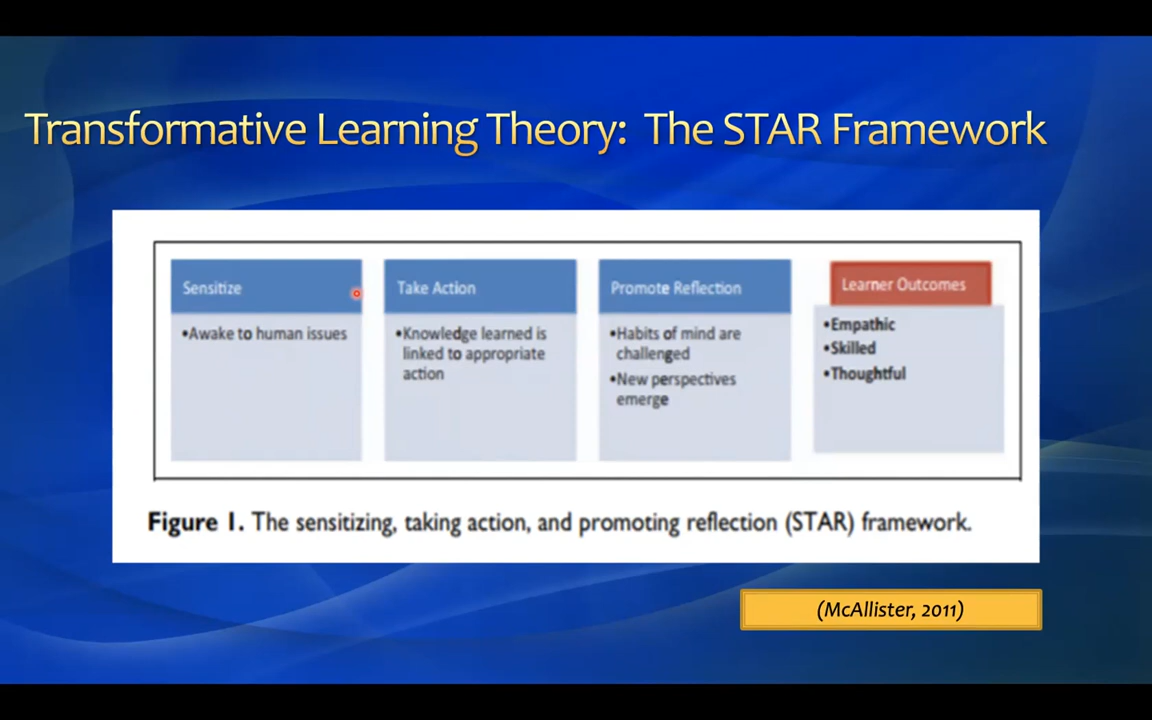 Transformative Learning Theory: The STAR Framework
Sensitize
•Awake to human issues
Take Action
•Knowledge learned is
linked to appropriate
action
Promote Reflection
•Habits of mind are
challenged
•New perspectives
emerge
Learner Outcomes
•Empathic
•Skilled
•Thoughtful
Figure 1. The sensitizing, taking action, and promoting reflection (STAR) framework.
(McAllister, 2011)